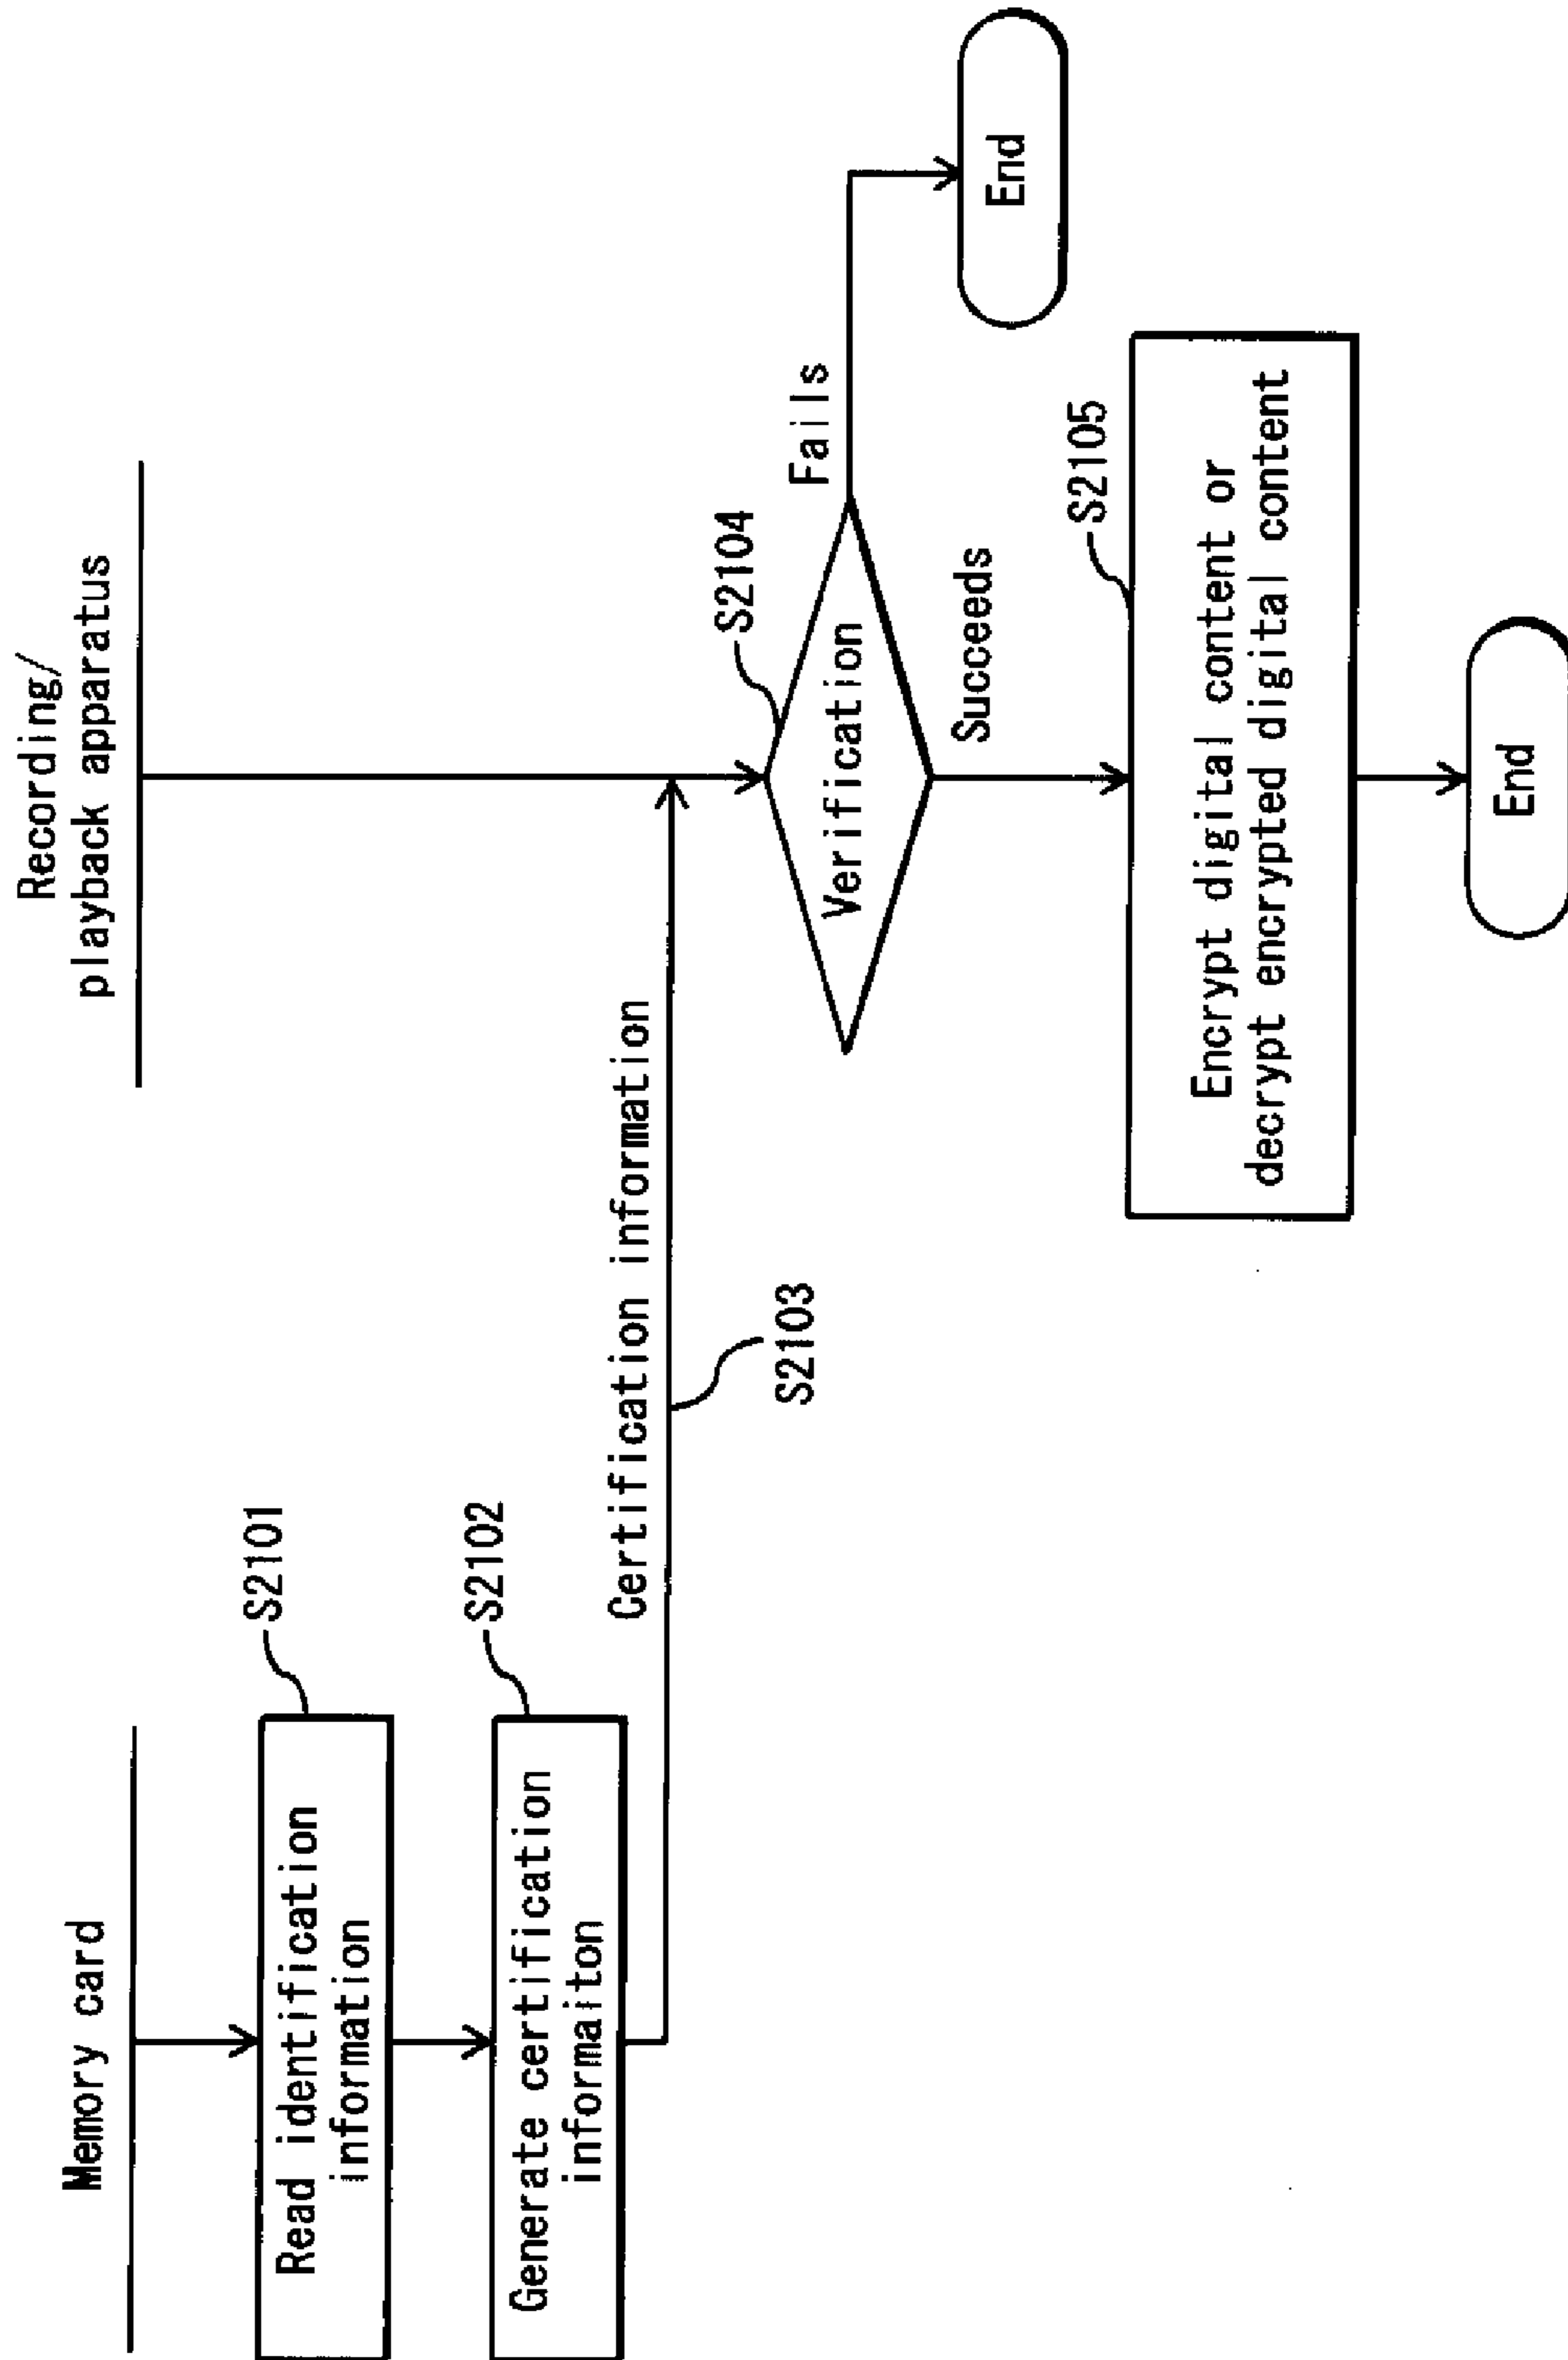 Memory card
Recording/
playback apparatus
S2101
Read identification
information
S2102
Generate certification
informaiton
Certification information
S2103
S2104
Verification
Fails
End
Succeeds
S2105
Encrypt digital content or
decrypt encrypted digital content
End